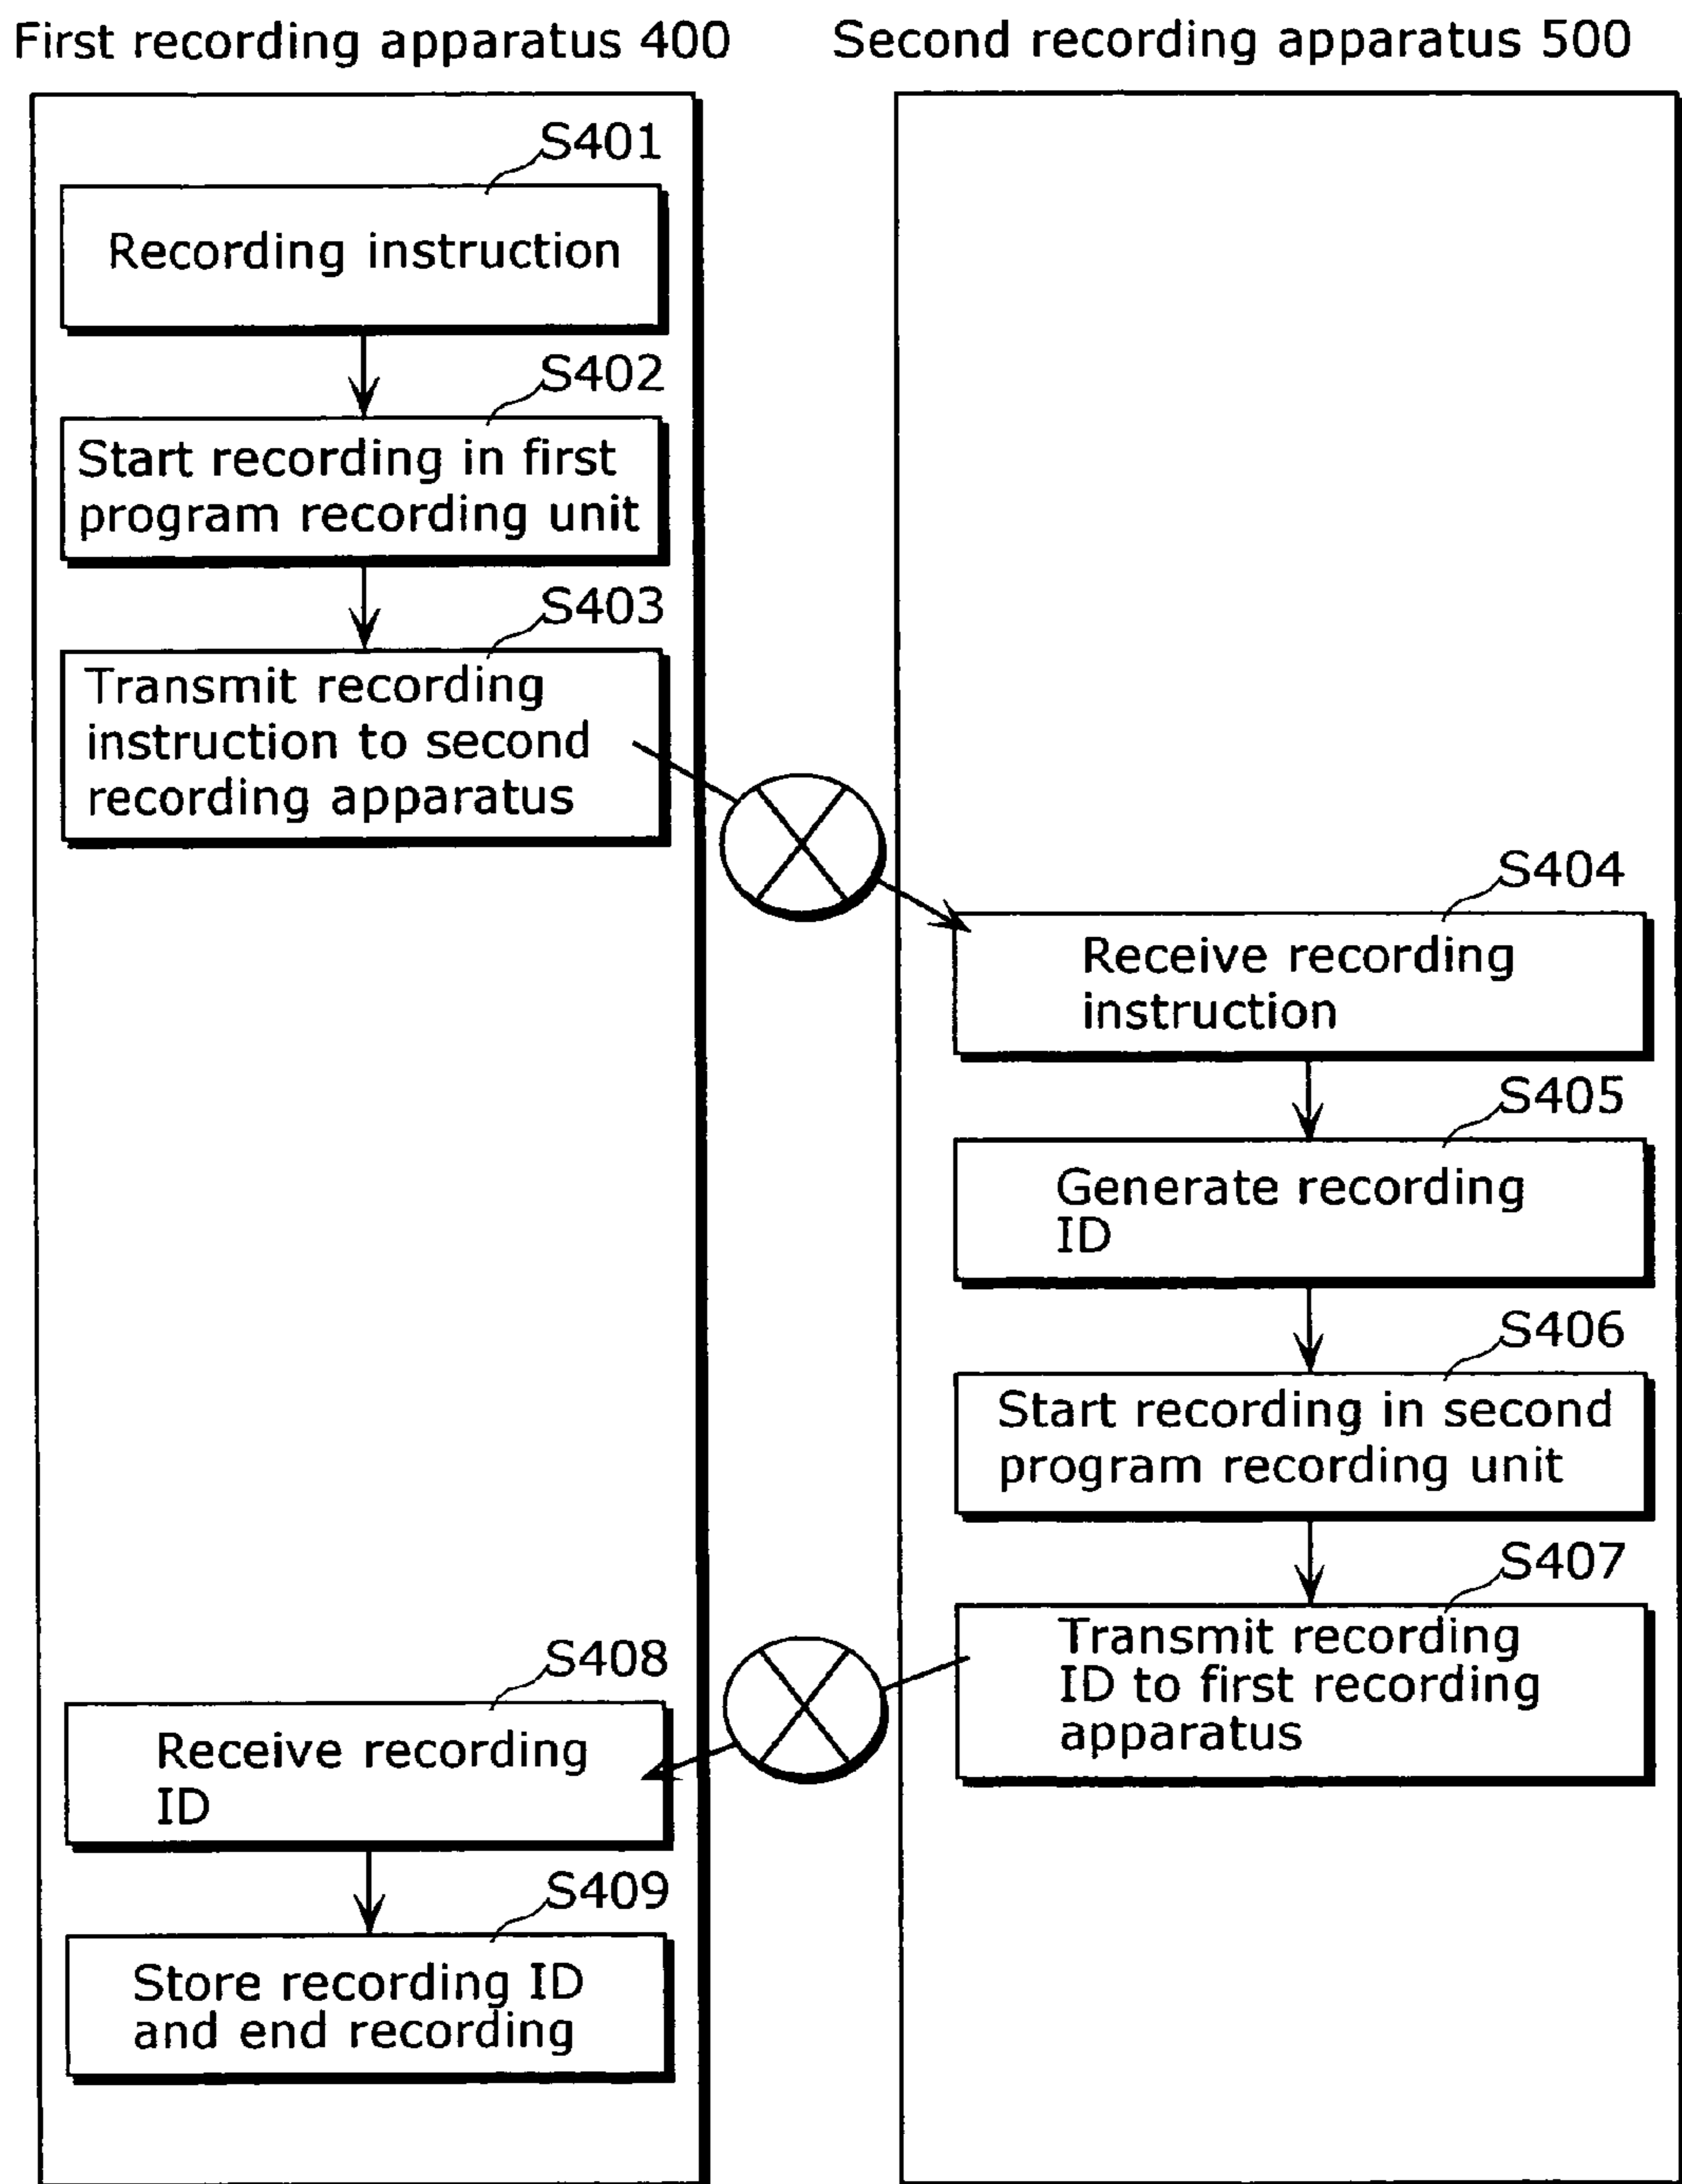 First recording apparatus 400
Second recording apparatus 500
S401
Recording instruction
S402
Start recording in first
program recording unit
S403
Transmit recording
instruction to second
recording apparatus
S404
Receive recording
instruction
S405
Generate recording
ID
S406
Start recording in second
program recording unit
S407
Transmit recording
ID to first recording
apparatus
S408
Receive recording
ID
S409
Store recording ID
and end recording